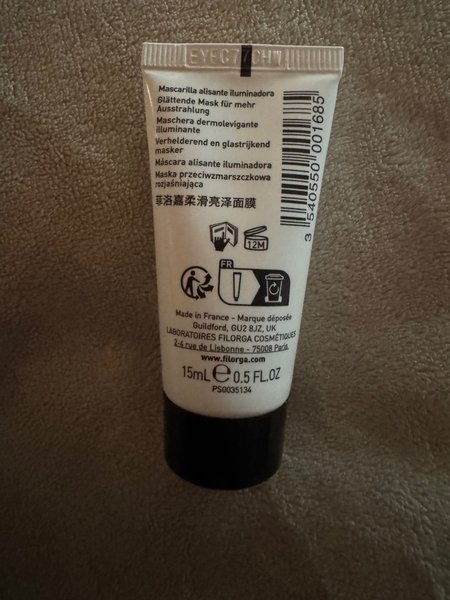 Mascarilla alisante iluminadora
Glättende Mask für mehr
Ausstrahlung
Maschera dermolevigante
illuminante
Verhelderend en glastrijkend
masker
Máscara alisante iluminadora
Maska przeciwzmarszczkowa
rozjaśniająca
菲洛嘉柔滑亮泽面膜
3 540550 001685
12M
FR
Made in France - Marque déposée
Guildford, GU2 8JZ, UK
LABORATOIRES FILORGA COSMÉTIQUES
2-4 rue de Lisbonne - 75008 Paris.
www.filorga.com
15mL e 0.5 FL.OZ
PS0035134